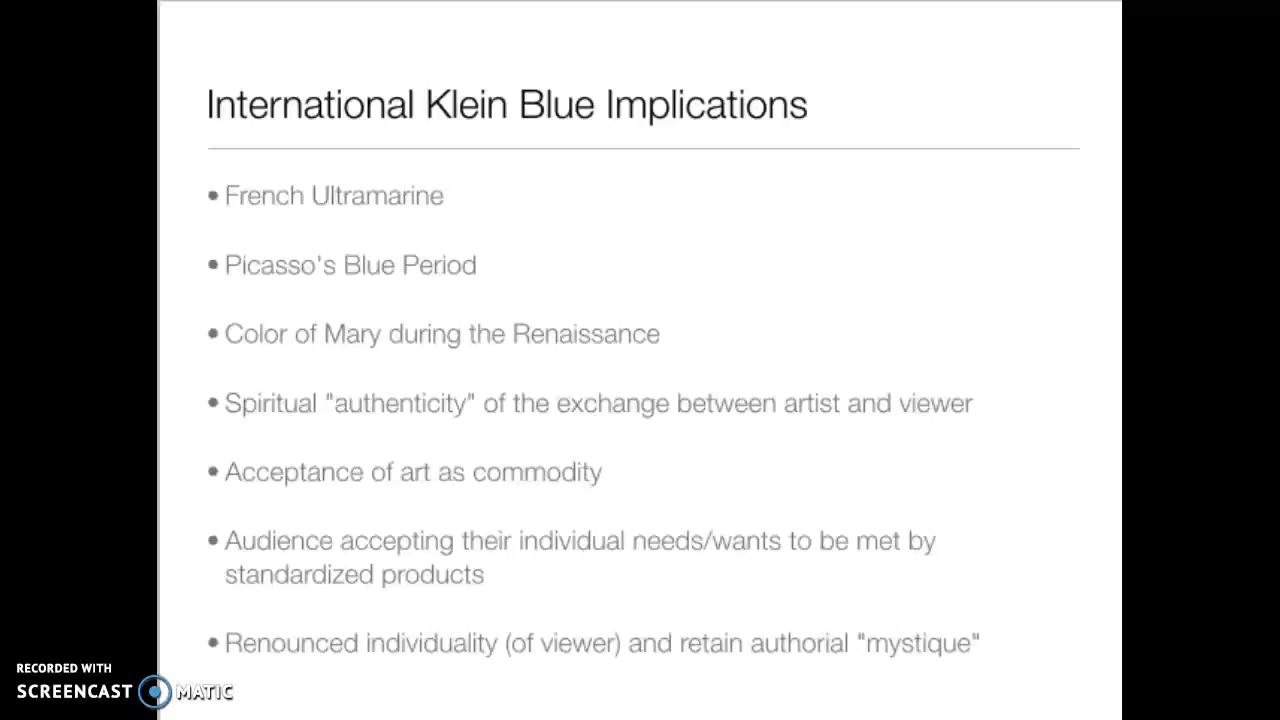 International Klein Blue Implications
• French Ultramarine
• Picasso's Blue Period
• Color of Mary during the Renaissance
• Spiritual "authenticity" of the exchange between artist and viewer
• Acceptance of art as commodity
• Audience accepting their individual needs/wants to be met by
standardized products
• Renounced individuality (of viewer) and retain authorial "mystique"
RECORDED WITH
SCREENCAST MATIC